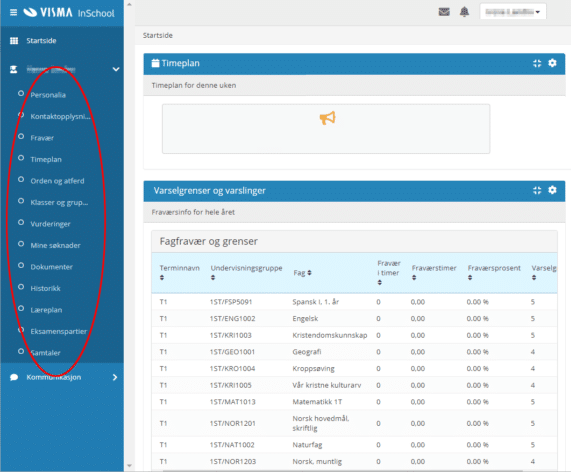 VISMA InSchool
Startside
Personalia
Kontaktopplysni...
Fravær
Timeplan
Orden og atferd
Klasser og grup...
Vurderinger
Mine søknader
Dokumenter
Historikk
Læreplan
Eksamenspartier
Samtaler
Kommunikasjon
Startside
Timeplan
Timeplan for denne uken
Varselgrenser og varslinger
Fraværsinfo for hele året
Fagfravær og grenser
Terminnavn Undervisningsgruppe Fag Fravær i timer Fraværstimer Fraværsprosent Varselg
T1 1ST/FSP5091 Spansk I, 1. år 0 0,00 0.00 % 5
T1 1ST/ENG1002 Engelsk 0 0,00 0.00 % 5
T1 1ST/KRI1003 Kristendomskunnskap 0 0,00 0.00 % 5
T1 1ST/GEO1001 Geografi 0 0,00 0.00 % 4
T1 1ST/KRO1004 Kroppsøving 0 0,00 0.00 % 4
T1 1ST/KRI1005 Vår kristne kulturarv 0 0,00 0.00 % 4
T1 1ST/MAT1013 Matematikk 1T 0 0,00 0.00 % 5
T1 1ST/NOR1201 Norsk hovedmål, skriftlig 0 0,00 0.00 % 5
T1 1ST/NAT1002 Naturfag 0 0,00 0.00 % 5
T1 1ST/NOR1203 Norsk, muntlig 0 0,00 0.00 % 4